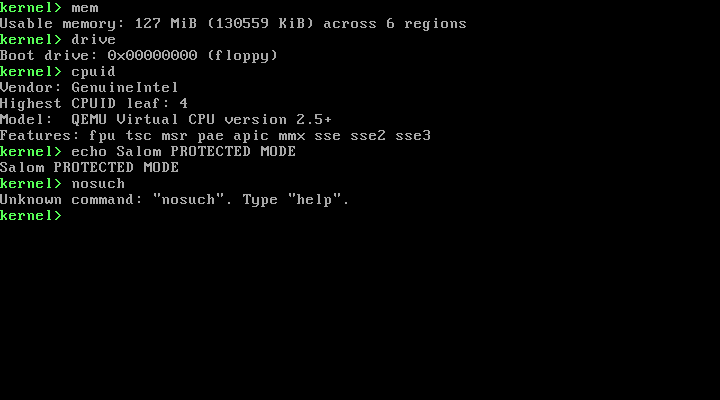 kernel> mem
Usable memory: 127 MiB (130559 KiB) across 6 regions
kernel> drive
Boot drive: 0x00000000 (floppy)
kernel> cpuid
Vendor: GenuineIntel
Highest CPUID leaf: 4
Model:  QEMU Virtual CPU version 2.5+
Features: fpu tsc msr pae apic mmx sse sse2 sse3
kernel> echo Salom PROTECTED MODE
Salom PROTECTED MODE
kernel> nosuch
Unknown command: "nosuch". Type "help".
kernel>